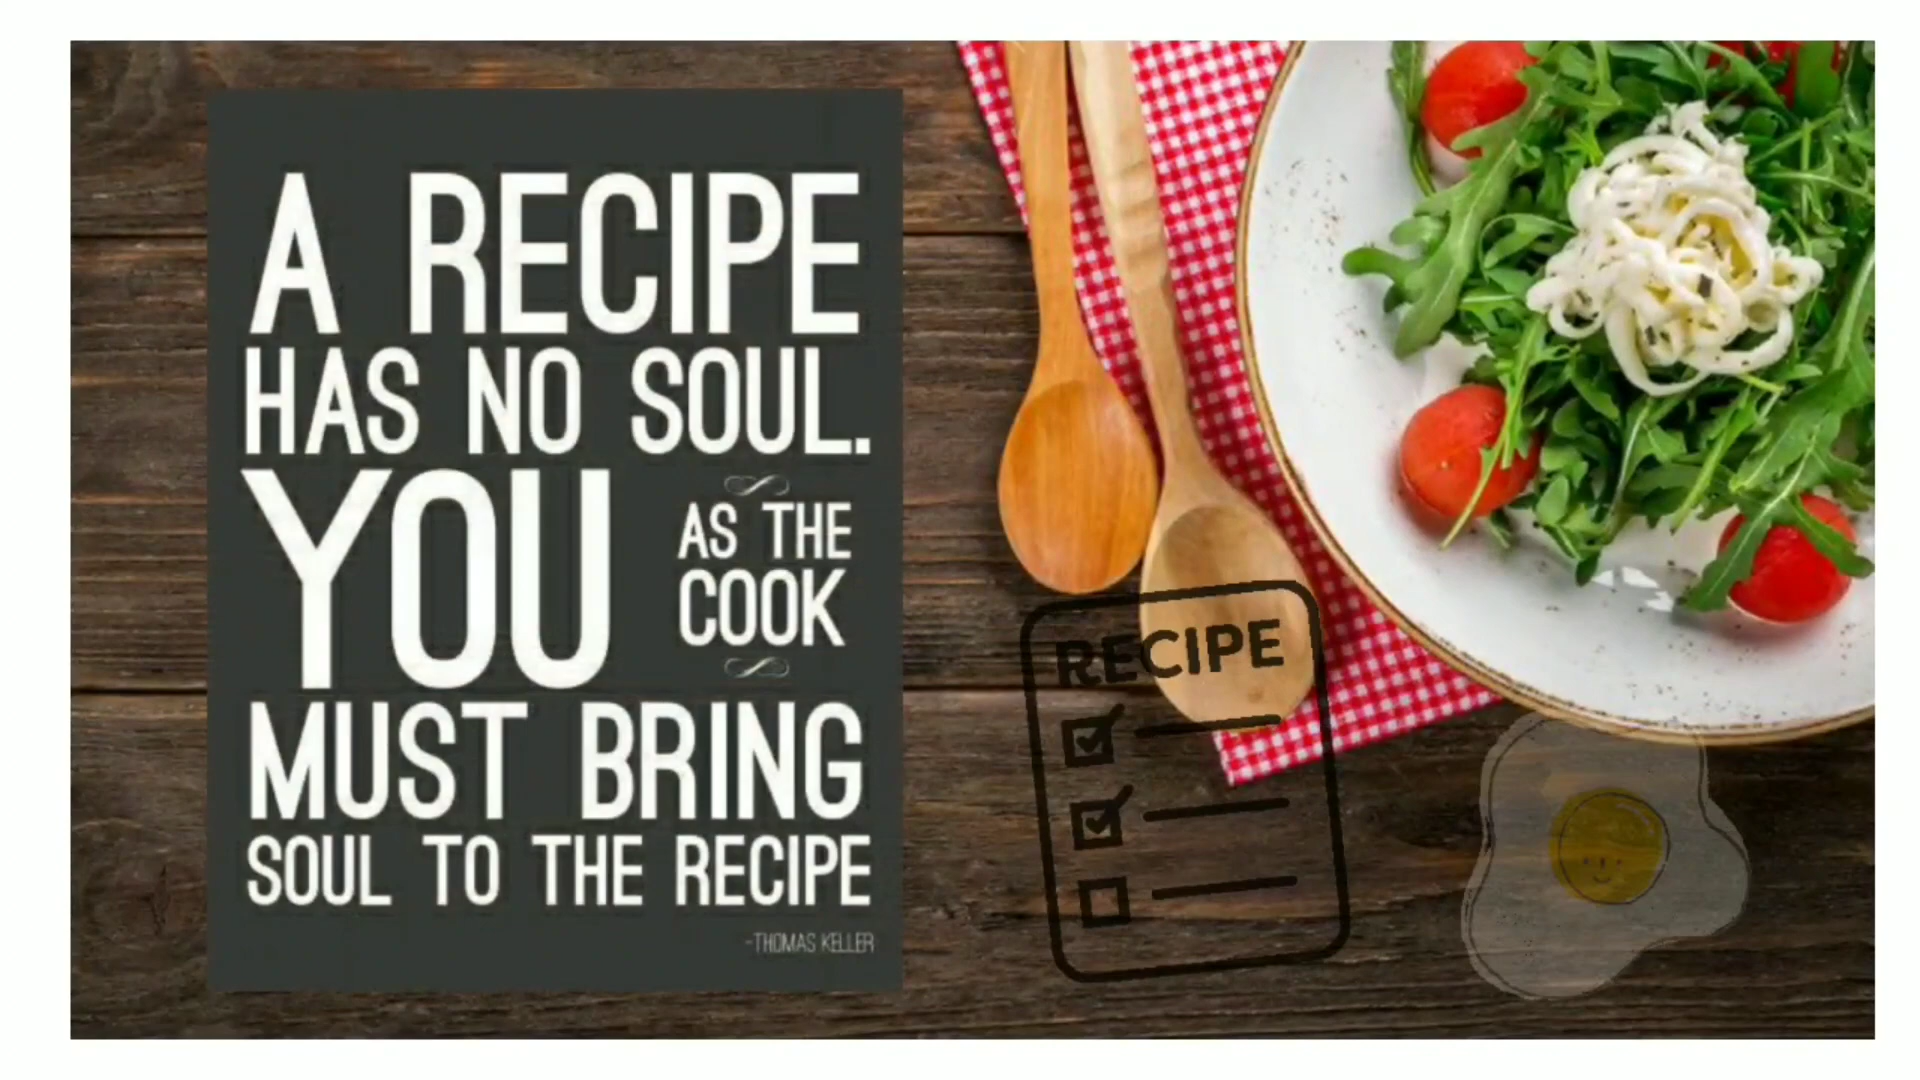 A RECIPE
HAS NO SOUL.
YOU
AS THE
COOK
MUST BRING
SOUL TO THE RECIPE
-THOMAS KELLER
RECIPE